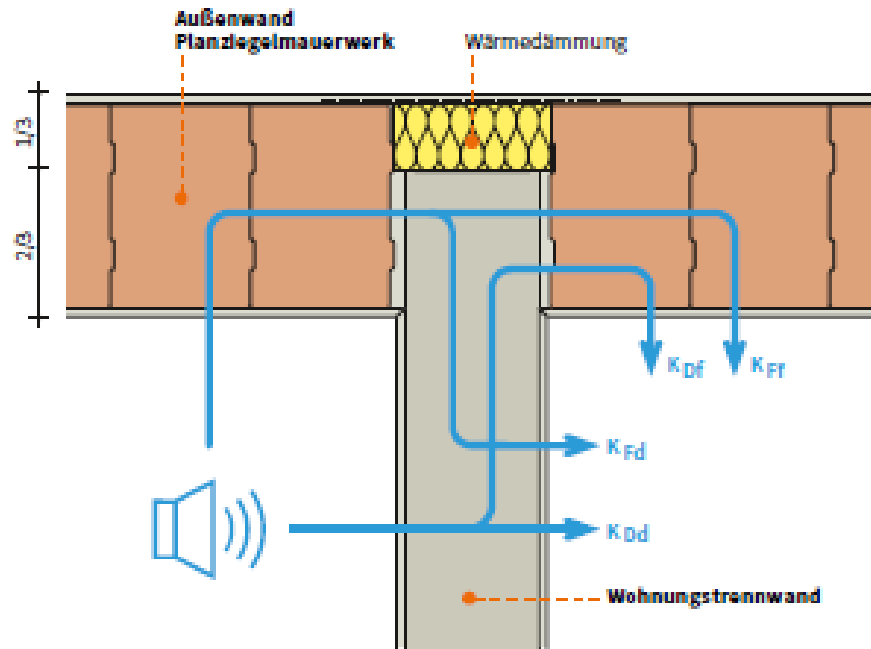 Außenwand
Planziegelmauerwerk
Wärmedämmung
1/3
2/3
K Df
K Ff
K Fd
K Dd
Wohnungstrennwand